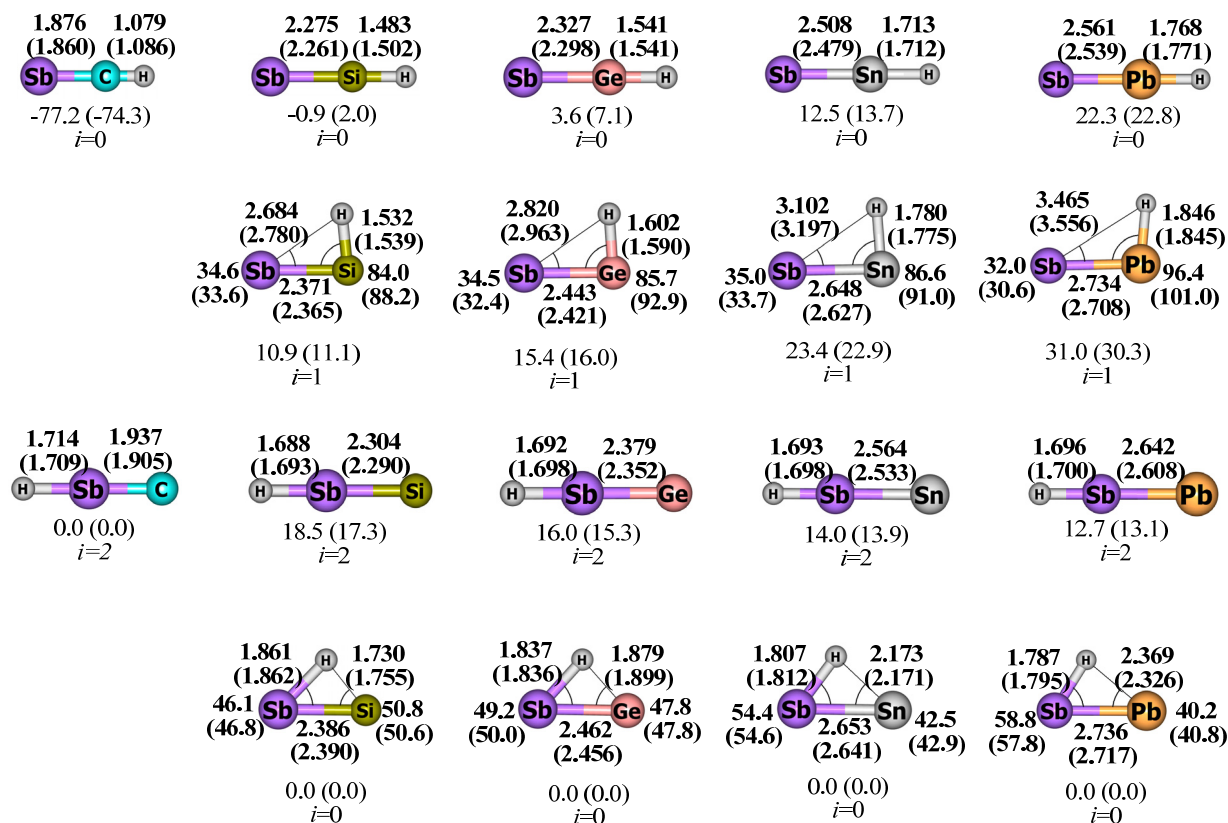 1.876 1.079
(1.860) (1.086)
Sb C H
-77.2 (-74.3)
i=0
2.275 1.483
(2.261) (1.502)
Sb Si H
-0.9 (2.0)
i=0
2.327 1.541
(2.298) (1.541)
Sb Ge H
3.6 (7.1)
i=0
2.508 1.713
(2.479) (1.712)
Sb Sn H
12.5 (13.7)
i=0
2.561 1.768
(2.539) (1.771)
Sb Pb H
22.3 (22.8)
i=0
2.684 H 1.532
(2.780) (1.539)
34.6 Sb Si 84.0
(33.6) 2.371 (88.2)
(2.365)
10.9 (11.1)
i=1
2.820 H 1.602
(2.963) (1.590)
34.5 Sb Ge 85.7
(32.4) 2.443 (92.9)
(2.421)
15.4 (16.0)
i=1
3.102 H 1.780
(3.197) (1.775)
35.0 Sb Sn 86.6
(33.7) 2.648 (91.0)
(2.627)
23.4 (22.9)
i=1
3.465 H 1.846
(3.556) (1.845)
32.0 Sb Pb 96.4
(30.6) 2.734 (101.0)
(2.708)
31.0 (30.3)
i=1
1.714 1.937
(1.709) (1.905)
H Sb C
0.0 (0.0)
i=2
1.688 2.304
(1.693) (2.290)
H Sb Si
18.5 (17.3)
i=2
1.692 2.379
(1.698) (2.352)
H Sb Ge
16.0 (15.3)
i=2
1.693 2.564
(1.698) (2.533)
H Sb Sn
14.0 (13.9)
i=2
1.696 2.642
(1.700) (2.608)
H Sb Pb
12.7 (13.1)
i=2
1.861 H 1.730
(1.862) (1.755)
46.1 Sb Si 50.8
(46.8) 2.386 (50.6)
(2.390)
0.0 (0.0)
i=0
1.837 H 1.879
(1.836) (1.899)
49.2 Sb Ge 47.8
(50.0) 2.462 (47.8)
(2.456)
0.0 (0.0)
i=0
1.807 H 2.173
(1.812) (2.171)
54.4 Sb Sn 42.5
(54.6) 2.653 (42.9)
(2.641)
0.0 (0.0)
i=0
1.787 H 2.369
(1.795) (2.326)
58.8 Sb Pb 40.2
(57.8) 2.736 (40.8)
(2.717)
0.0 (0.0)
i=0